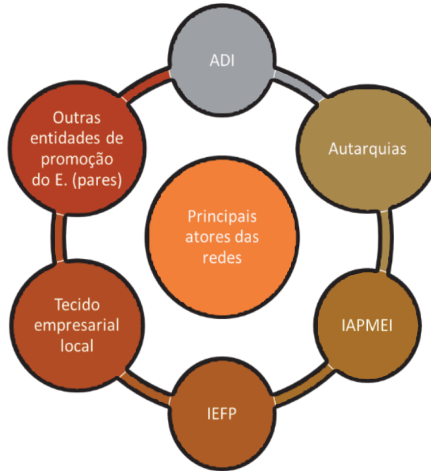 ADI
Autarquias
IAPMEI
IEFP
Tecido
empresarial
local
Outras
entidades de
promoção
do E. (pares)
Principais
atores das
redes